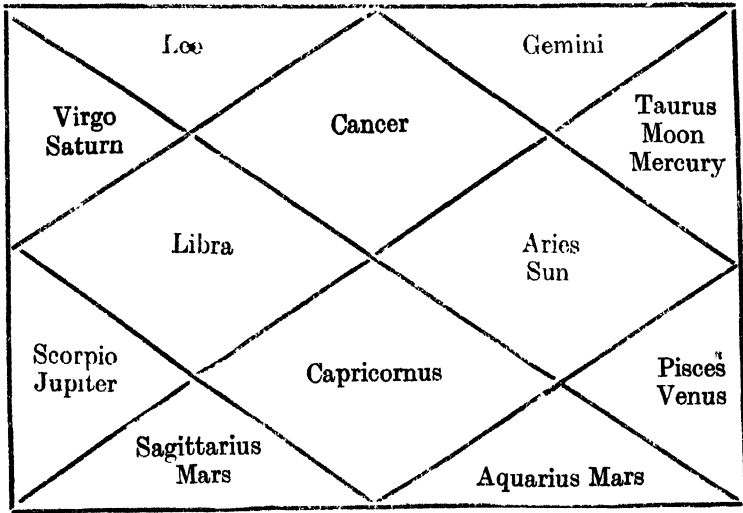 Leo
Gemini
Virgo
Saturn
Cancer
Taurus
Moon
Mercury
Libra
Aries
Sun
Scorpio
Jupiter
Capricornus
Pisces
Venus
Sagittarius
Mars
Aquarius Mars